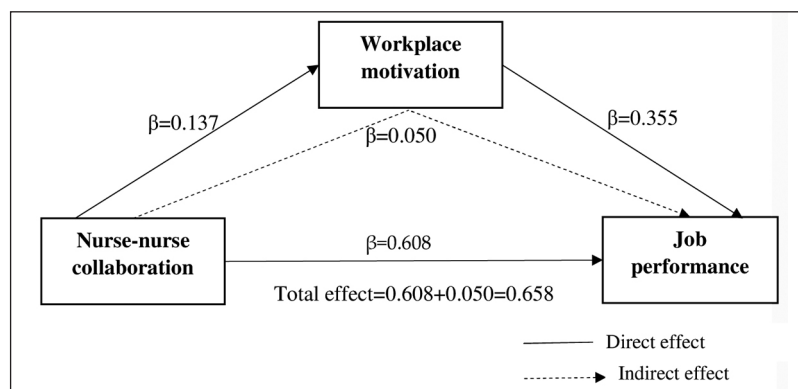 Workplace
motivation
β=0.137
β=0.050
β=0.355
Nurse-nurse
collaboration
β=0.608
Job
performance
Total effect=0.608+0.050=0.658
Direct effect
Indirect effect